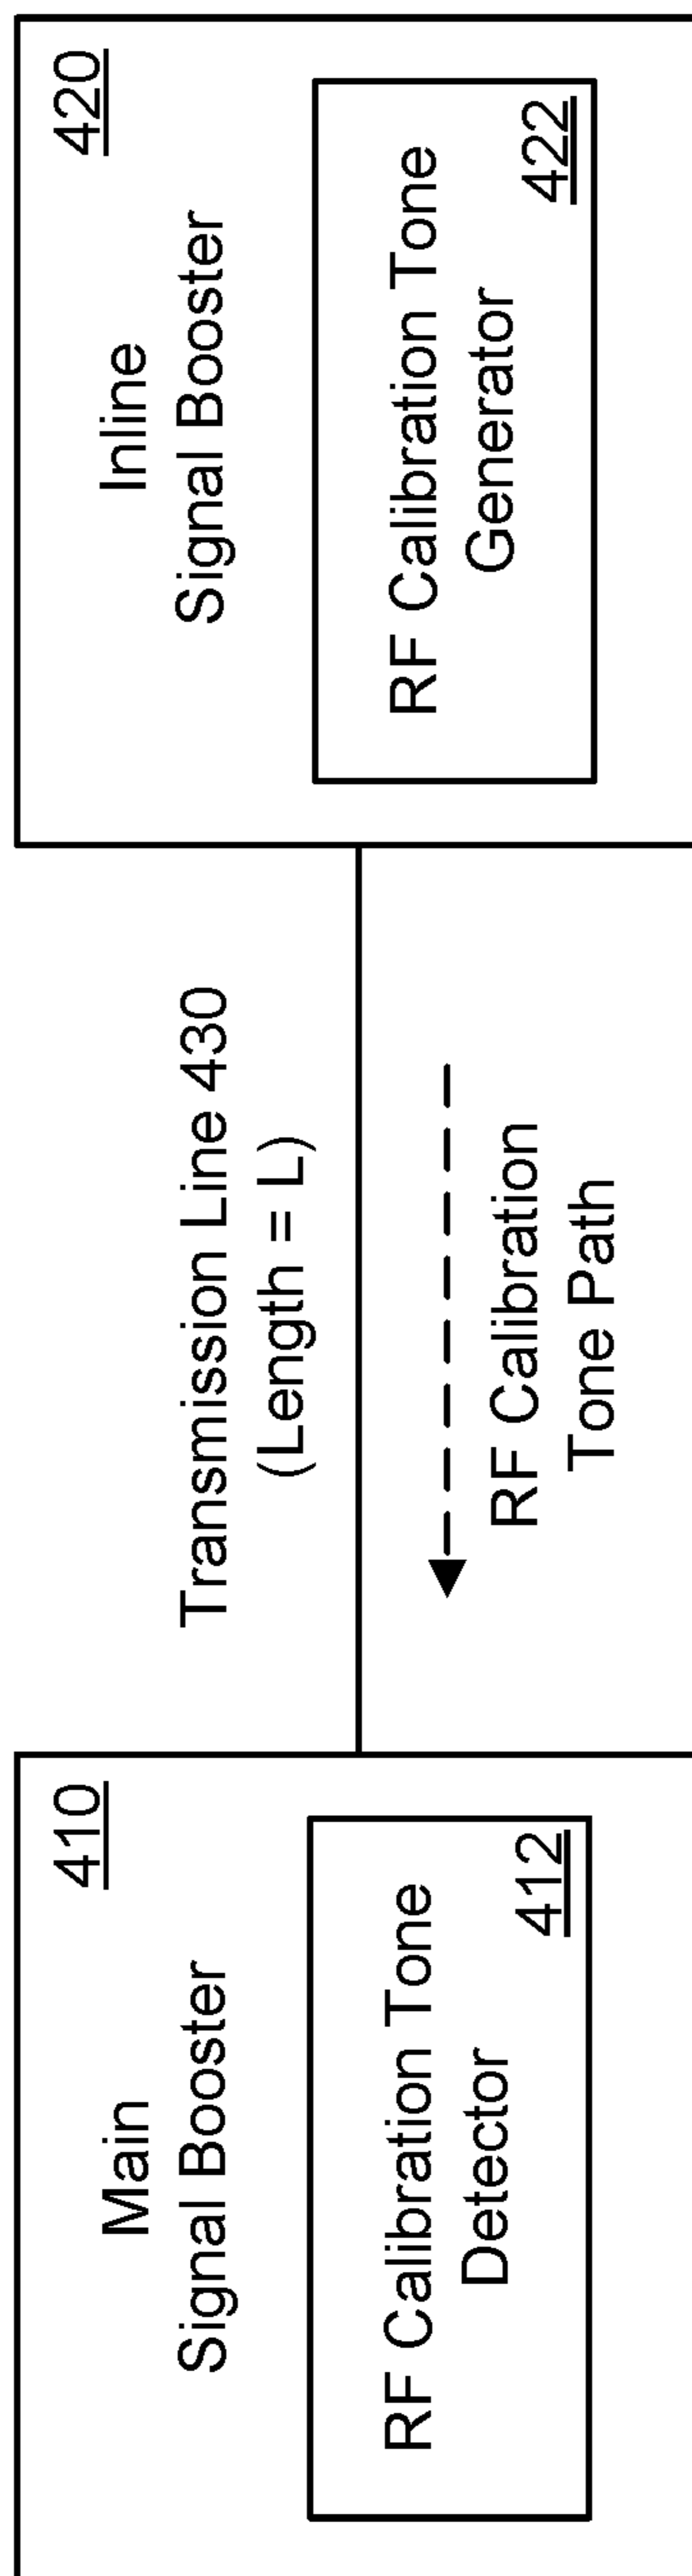 410
Main
Signal Booster
RF Calibration Tone
Detector
412
Transmission Line 430
(Length = L)
RF Calibration
Tone Path
420
Inline
Signal Booster
RF Calibration Tone
Generator
422